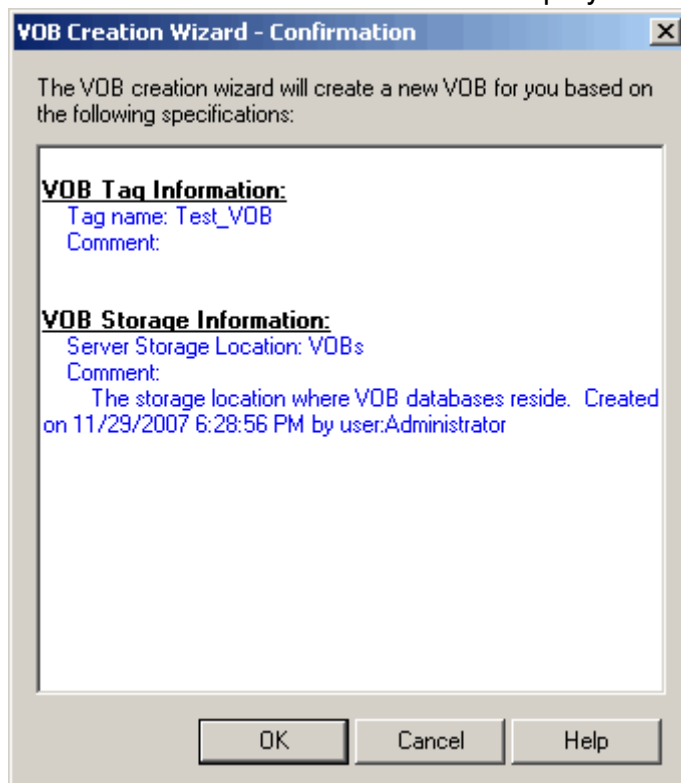 VOB Creation Wizard - Confirmation
The VOB creation wizard will create a new VOB for you based on
the following specifications:
VOB Tag Information:
Tag name: Test_VOB
Comment:
VOB Storage Information:
Server Storage Location: VOBs
Comment:
The storage location where VOB databases reside.  Created
on 11/29/2007 6:28:56 PM by user:Administrator
OK Cancel Help